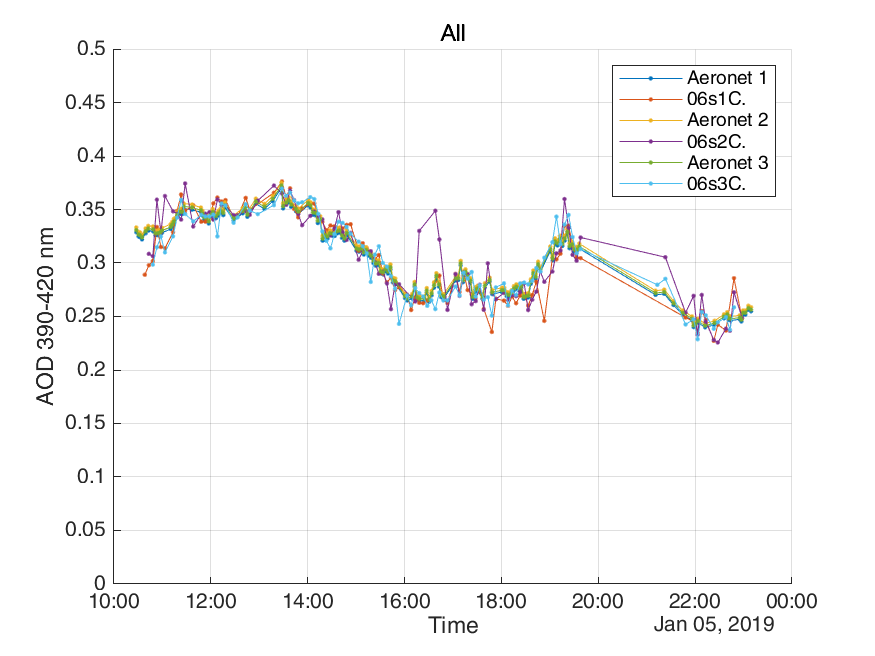 All
0.5
0.45
0.4
0.35
0.3
0.25
0.2
0.15
0.1
0.05
0
AOD 390-420 nm
Aeronet 1
06s1C.
Aeronet 2
06s2C.
Aeronet 3
06s3C.
10:00 12:00 14:00 16:00 18:00 20:00 22:00 00:00
Time
Jan 05, 2019